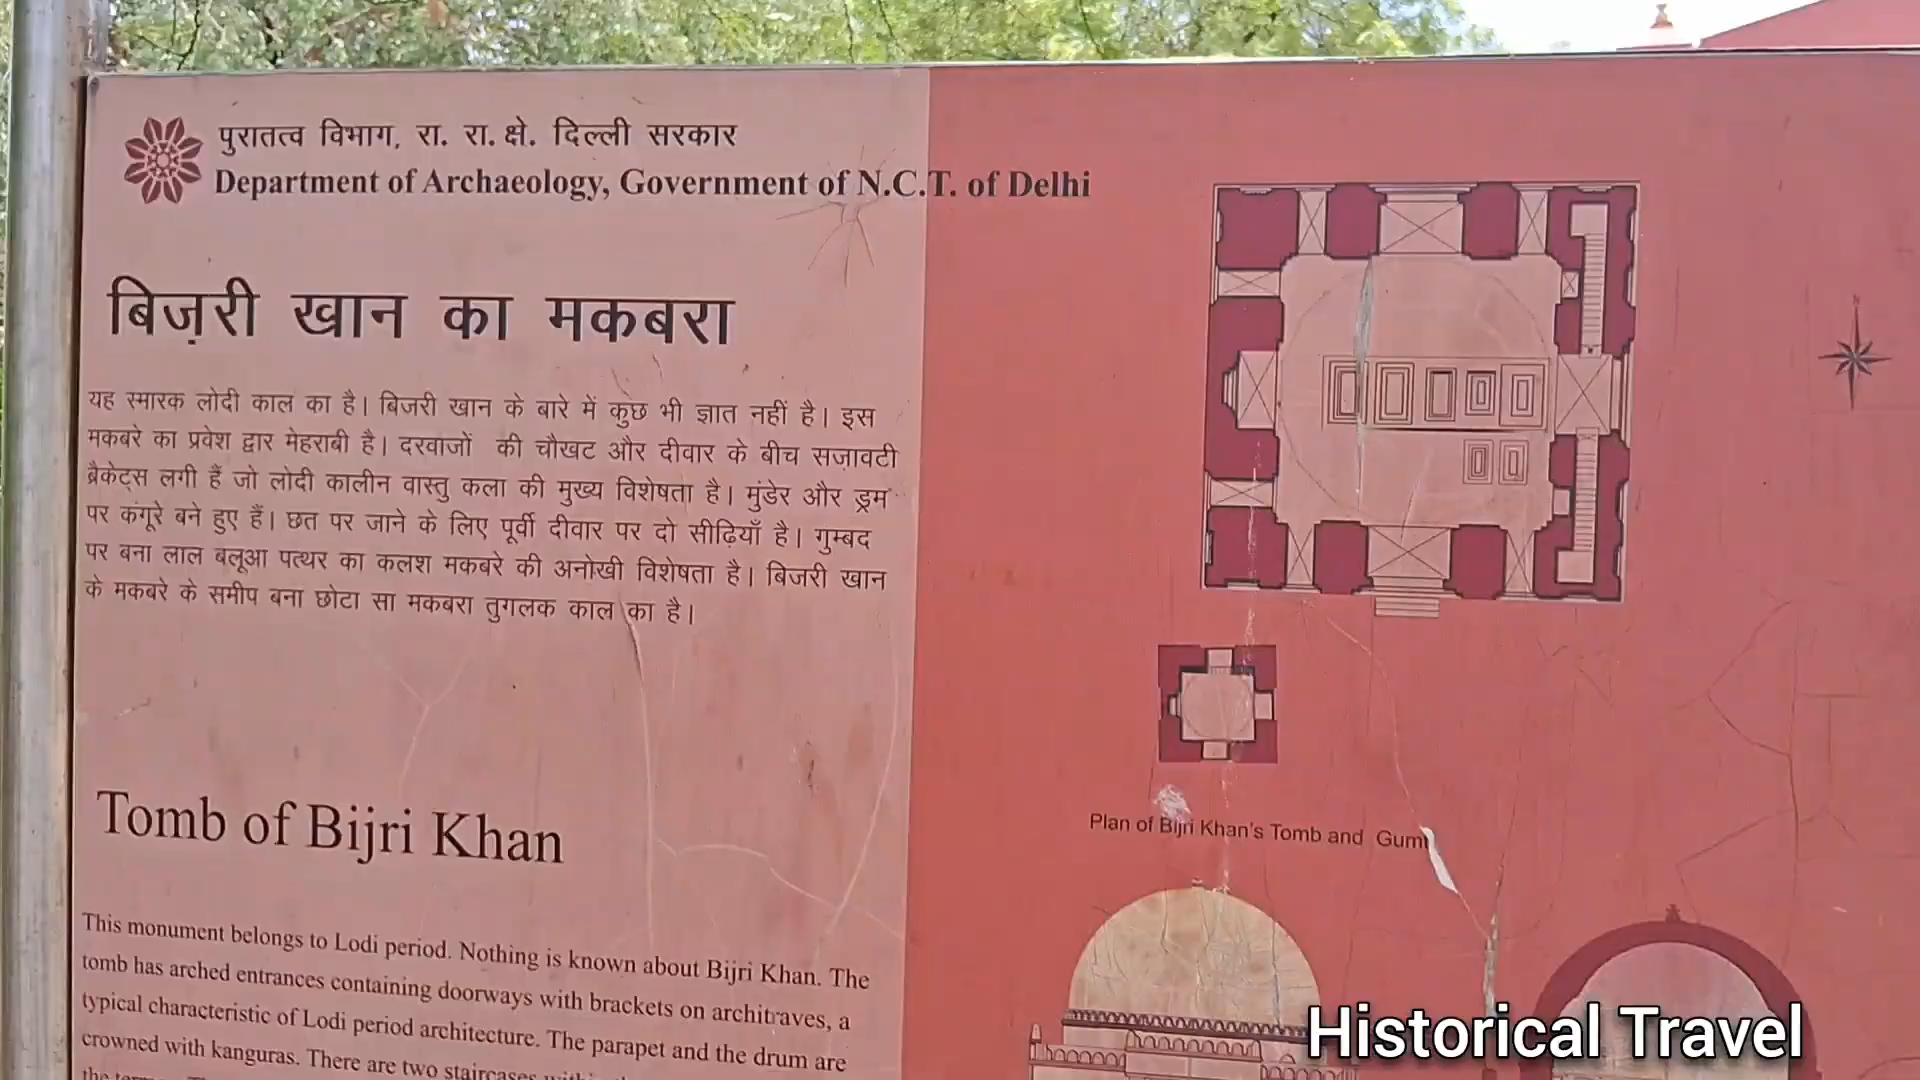 पुरातत्व विभाग, रा. रा. क्षे. दिल्ली सरकार
Department of Archaeology, Government of N.C.T. of Delhi
बिज़री खान का मकबरा
यह स्मारक लोदी काल का है। बिजरी खान के बारे में कुछ भी ज्ञात नहीं है। इस
मकबरे का प्रवेश द्वार मेहराबी है। दरवाजों की चौखट और दीवार के बीच सज़ावटी
ब्रैकेट्स लगी हैं जो लोदी कालीन वास्तु कला की मुख्य विशेषता है। मुंडेर और ड्रम
पर कंगूरे बने हुए हैं। छत पर जाने के लिए पूर्वी दीवार पर दो सीढ़ियाँ है। गुम्बद
पर बना लाल बलूआ पत्थर का कलश मकबरे की अनोखी विशेषता है। बिजरी खान
के मकबरे के समीप बना छोटा सा मकबरा तुगलक काल का है।
Tomb of Bijri Khan
This monument belongs to Lodi period. Nothing is known about Bijri Khan. The
tomb has arched entrances containing doorways with brackets on architraves, a
typical characteristic of Lodi period architecture. The parapet and the drum are
crowned with kanguras. There are two staircases
N
Plan of Bijri Khan's Tomb and
Historical Travel